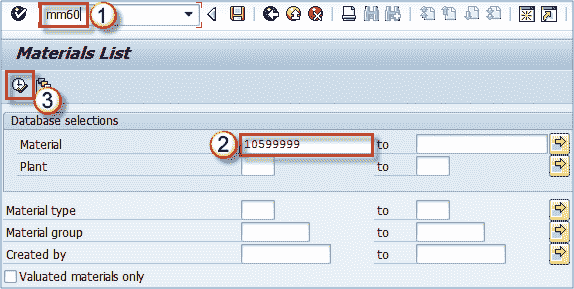 mm60 1
Materials List
3
Database selections
Material 2 10599999 to
Plant to
Material type to
Material group to
Created by to
Valuated materials only